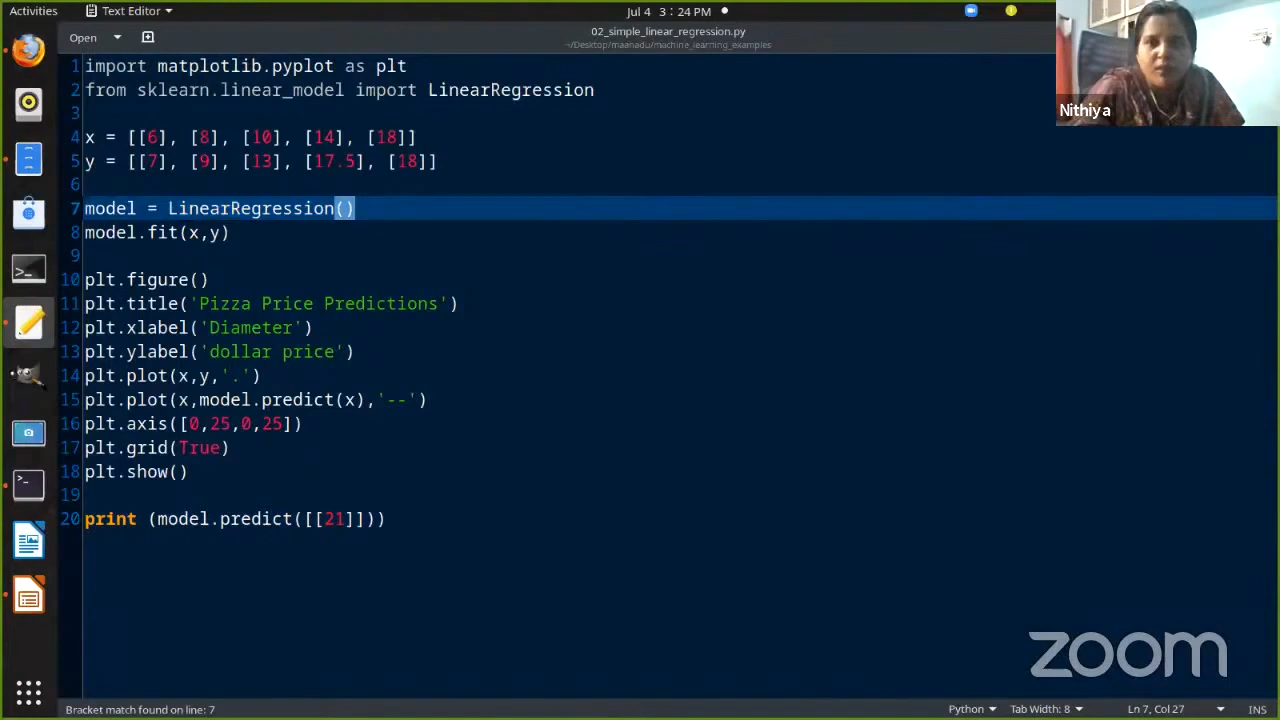 Activities Text Editor Jul 4 3:24 PM
Open
02_simple_linear_regression.py
~/Desktop/maanadu/machine_learning_examples
1 import matplotlib.pyplot as plt
2 from sklearn.linear_model import LinearRegression
3
4 x = [[6], [8], [10], [14], [18]]
5 y = [[7], [9], [13], [17.5], [18]]
6
7 model = LinearRegression()
8 model.fit(x,y)
9
10 plt.figure()
11 plt.title('Pizza Price Predictions')
12 plt.xlabel('Diameter')
13 plt.ylabel('dollar price')
14 plt.plot(x,y,'.')
15 plt.plot(x,model.predict(x),'--')
16 plt.axis([0,25,0,25])
17 plt.grid(True)
18 plt.show()
19
20 print (model.predict([[21]]))
Nithiya
zoom
Bracket match found on line: 7 Python Tab Width: 8 Ln 7, Col 27 INS